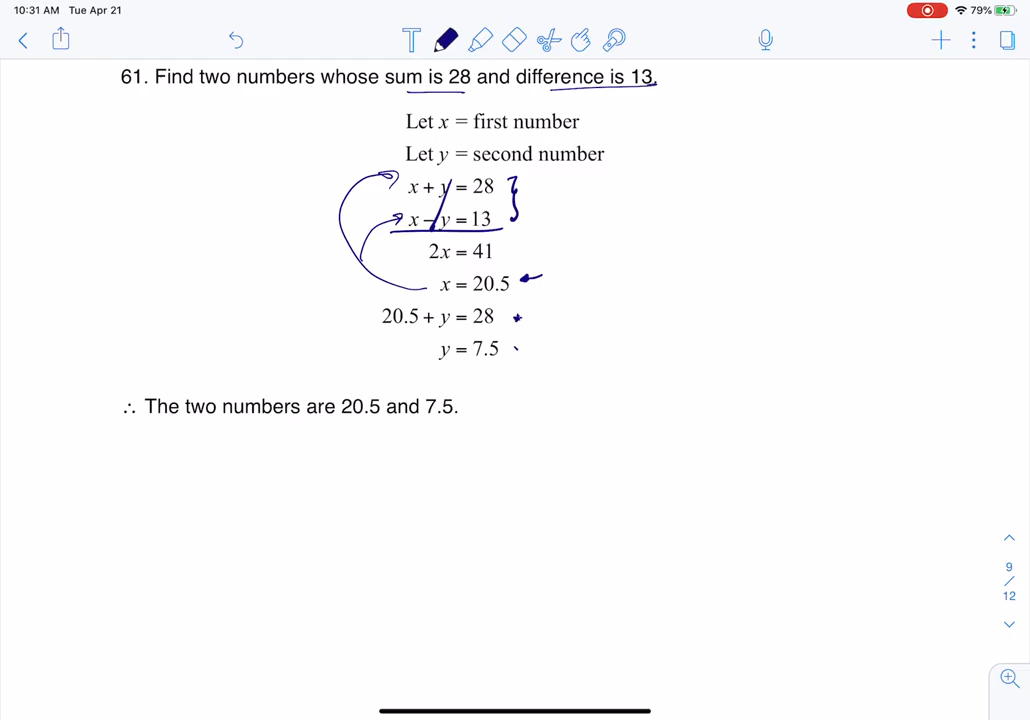 10:31 AM Tue Apr 21
79%
T
61. Find two numbers whose sum is 28 and difference is 13.
Let x = first number
Let y = second number
x + y = 28
x − y = 13
2x = 41
x = 20.5
20.5 + y = 28
y = 7.5
∴ The two numbers are 20.5 and 7.5.
9
/
12